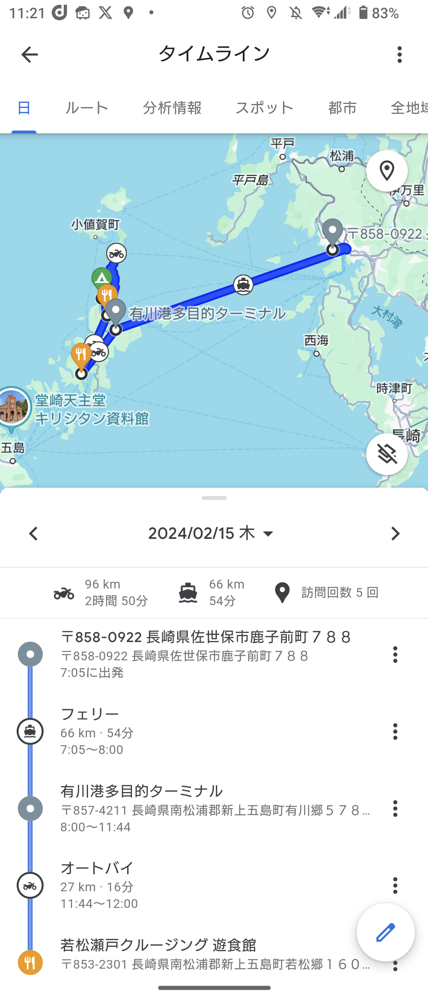 11:21
83%
タイムライン
日 ルート 分析情報 スポット 都市 全地域
平戸
松浦
平戸島
伊万里
小値賀町
〒858-0922
有川港多目的ターミナル
大村湾
西海
時津町
堂崎天主堂
キリシタン資料館
長崎
五島
2024/02/15 木
96 km
2時間 50分
66 km
54分
訪問回数 5 回
〒858-0922 長崎県佐世保市鹿子前町７８８
〒858-0922 長崎県佐世保市鹿子前町７８８
7:05に出発
フェリー
66 km · 54分
7:05～8:00
有川港多目的ターミナル
〒857-4211 長崎県南松浦郡新上五島町有川郷５７８...
8:00～11:44
オートバイ
27 km · 16分
11:44～12:00
若松瀬戸クルージング 遊食館
〒853-2301 長崎県南松浦郡新上五島町若松郷１６０...